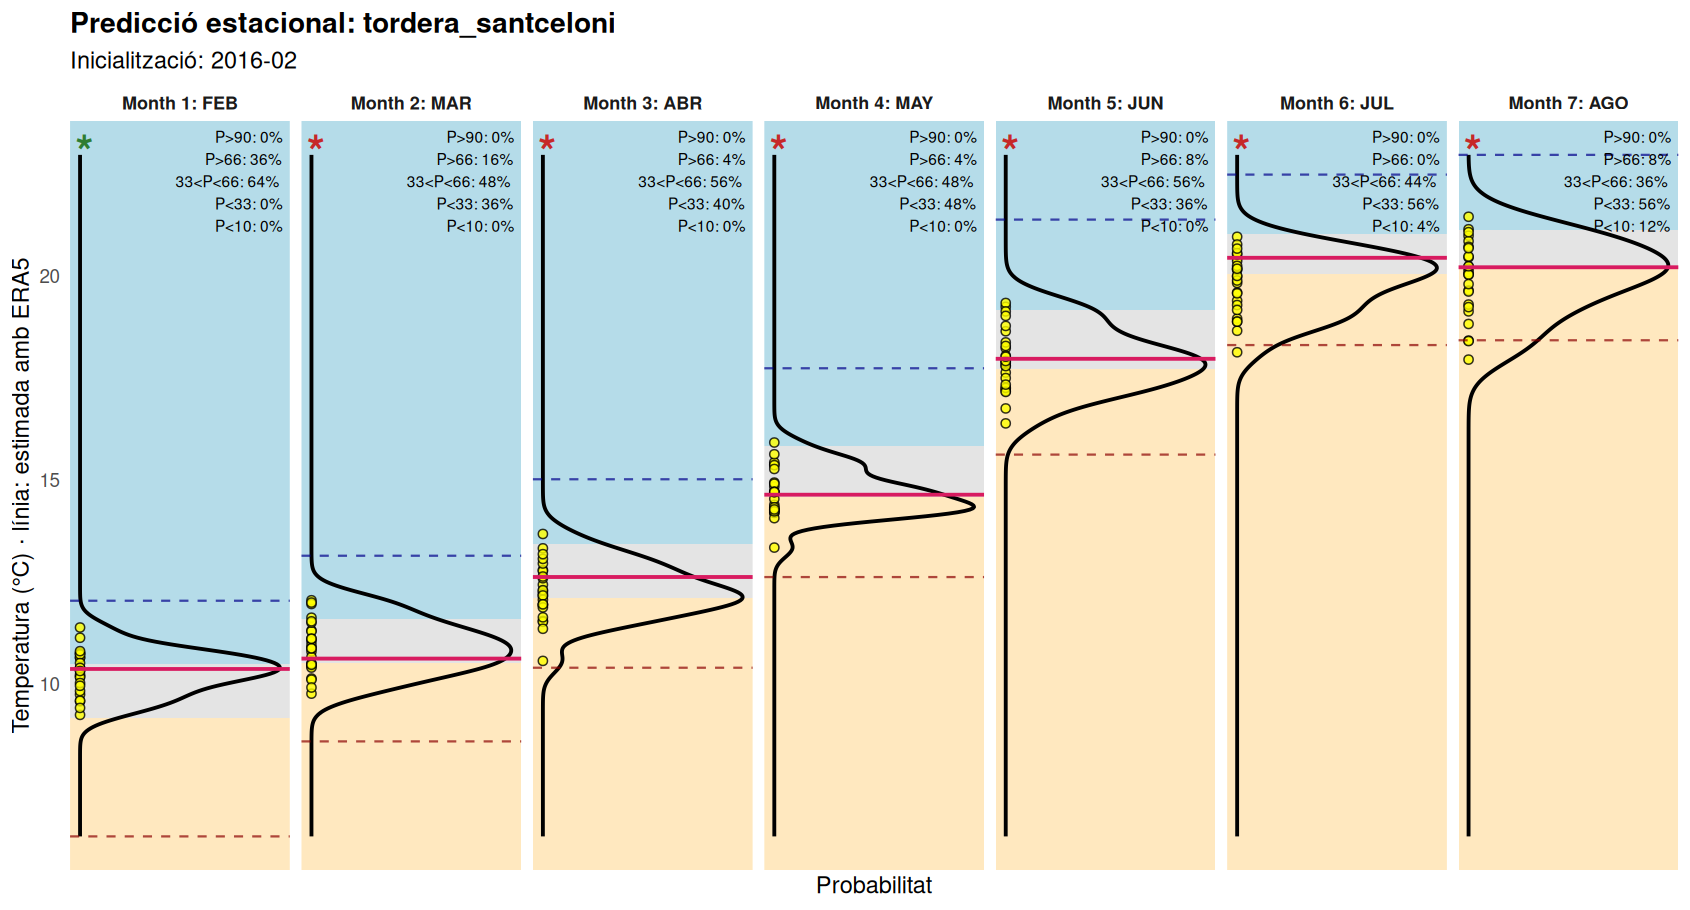 Predicció estacional: tordera_santceloni
Inicialització: 2016-02
Month 1: FEB
Month 2: MAR
Month 3: ABR
Month 4: MAY
Month 5: JUN
Month 6: JUL
Month 7: AGO
*
P>90: 0%
P>66: 36%
33<P<66: 64%
P<33: 0%
P<10: 0%
*
P>90: 0%
P>66: 16%
33<P<66: 48%
P<33: 36%
P<10: 0%
*
P>90: 0%
P>66: 4%
33<P<66: 56%
P<33: 40%
P<10: 0%
*
P>90: 0%
P>66: 4%
33<P<66: 48%
P<33: 48%
P<10: 0%
*
P>90: 0%
P>66: 8%
33<P<66: 56%
P<33: 36%
P<10: 0%
*
P>90: 0%
P>66: 0%
33<P<66: 44%
P<33: 56%
P<10: 4%
*
P>90: 0%
P>66: 8%
33<P<66: 36%
P<33: 56%
P<10: 12%
20
15
10
Temperatura (°C) · línia: estimada amb ERA5
Probabilitat